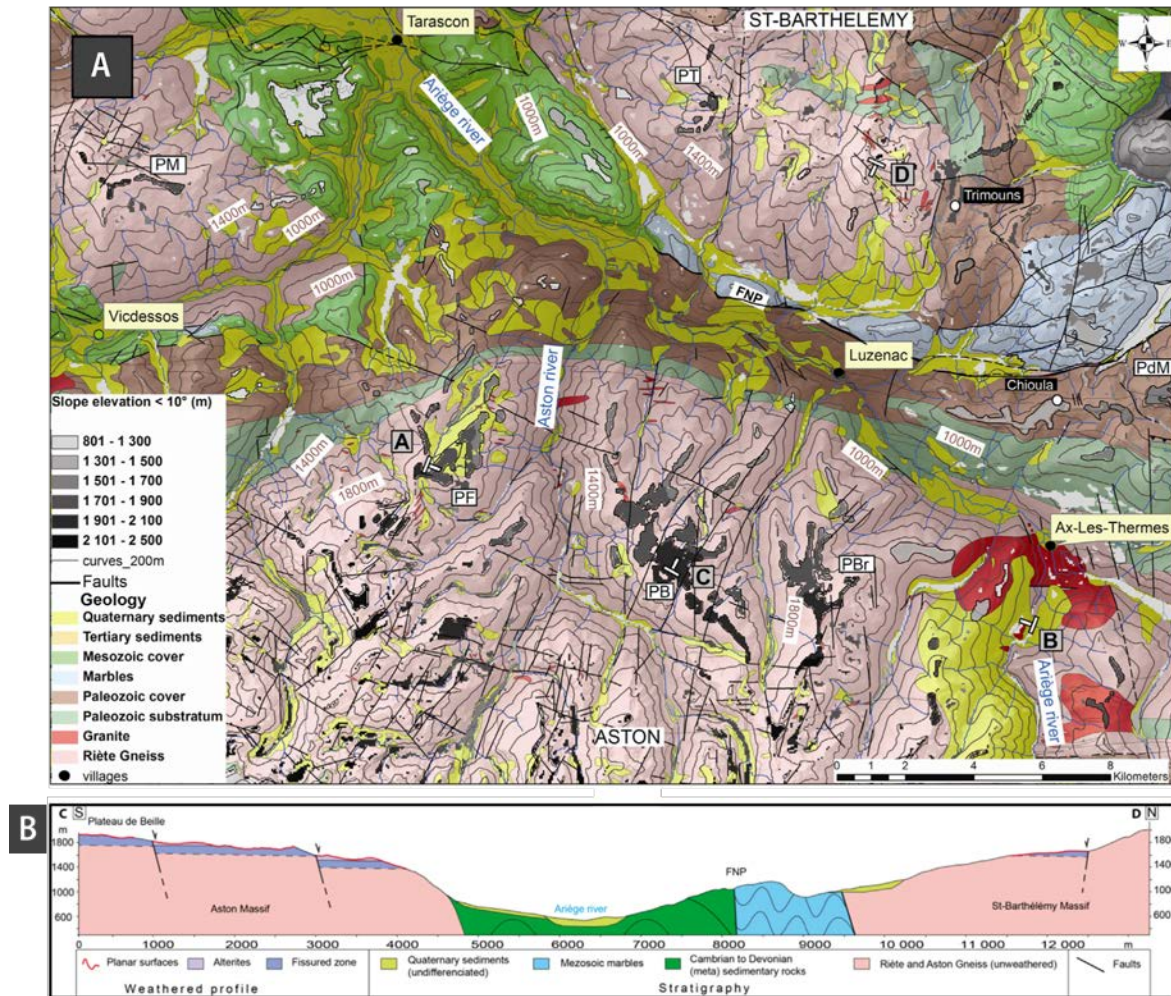 A
Tarascon
ST-BARTHELEMY
N
W
E
S
Ariège river
PT
1000m
1000m
PM
1400m
D
Trimouns
1400m
1000m
1000m
FNP
Vicdessos
Luzenac
PdM
Chioula
Aston river
Slope elevation < 10° (m)
801 - 1 300
1 301 - 1 500
1 501 - 1 700
1 701 - 1 900
1 901 - 2 100
2 101 - 2 500
curves_200m
Faults
Geology
Quaternary sediments
Tertiary sediments
Mesozoic cover
Marbles
Paleozoic cover
Paleozoic substratum
Granite
Riète Gneiss
villages
A
1400m
1800m
PF
1400m
1000m
1000m
Ax-Les-Thermes
PBr
PB
C
1800m
B
Ariège river
ASTON
0 1 2 4 6 8
Kilometers
B
C S
D N
m
Plateau de Beille
1800
1400
1000
600
Aston Massif
Ariège river
FNP
St-Barthélémy Massif
m
1800
1400
1000
600
0 1000 2000 3000 4000 5000 6000 7000 8000 9000 10 000 11 000 12 000 m
Planar surfaces
Alterites
Fissured zone
Weathered profile
Quaternary sediments
(undifferenciated)
Mezosoic marbles
Cambrian to Devonian
(meta) sedimentary rocks
Riète and Aston Gneiss (unweathered)
Faults
Stratigraphy